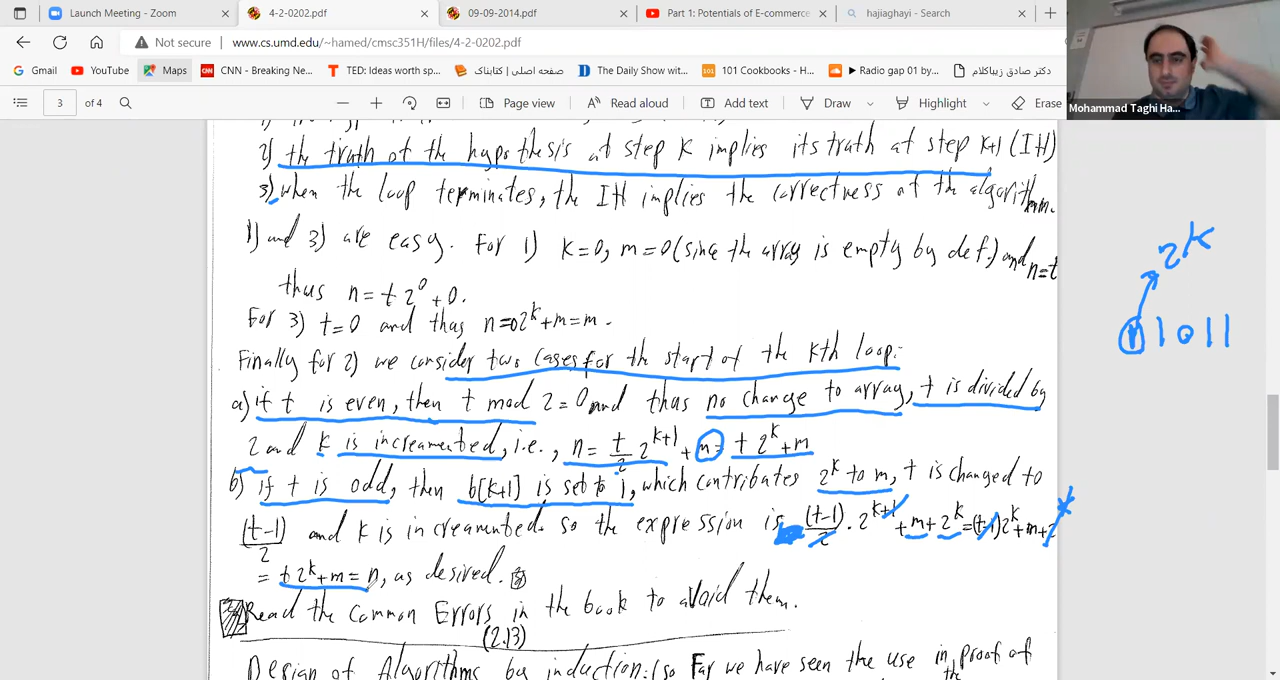 Launch Meeting - Zoom
4-2-0202.pdf
09-09-2014.pdf
Part 1: Potentials of E-commerce
hajiaghayi - Search
Not secure | www.cs.umd.edu/~hamed/cmsc351H/files/4-2-0202.pdf
Gmail YouTube Maps CNN - Breaking Ne... TED: Ideas worth sp... صفحه اصلی | کتابناک The Daily Show wit... 101 Cookbooks - H... Radio gap 01 by... دکتر صادق زیباکلام
3 of 4 Page view Read aloud Add text Draw Highlight Erase
Mohammad Taghi Ha...
2) the truth of the hypothesis at step K implies its truth at step K+1 (IH)
3) when the loop terminates, the IH implies the correctness of the algorithm.
1) and 3) are easy. For 1) K=0, m=0 (since the array is empty by def.) and n=t
thus n = t 2^0 + 0.
For 3) t=0 and thus n=02^k+m=m.
Finally for 2) we consider two cases for the start of the Kth loop:
a) if t is even, then t mod 2 = 0 and thus no change to array, t is divided by
2 and K is increamented, i.e., n = t/2 2^{k+1} + m = t 2^k + m
b) if t is odd, then b[K+1] is set to 1, which contributes 2^k to m, t is changed to
(t-1)/2 and K is increamented. so the expression is (t-1)/2 . 2^{k+1} + m + 2^k = (t-1)2^k + m + 2^k
= t 2^k + m = n, as desired.
Read the Common Errors in the book to avoid them.
(2.13)
Design of Algorithms by induction: (so Far we have seen the use in proof of
the
2^K
11011